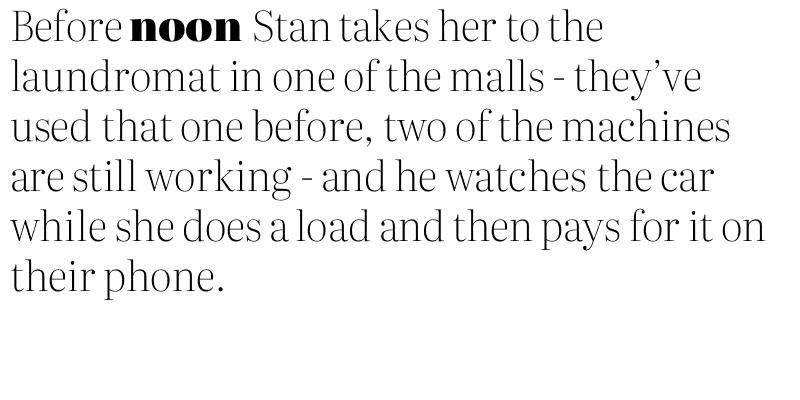 Before noon Stan takes her to the
laundromat in one of the malls - they’ve
used that one before, two of the machines
are still working - and he watches the car
while she does a load and then pays for it on
their phone.